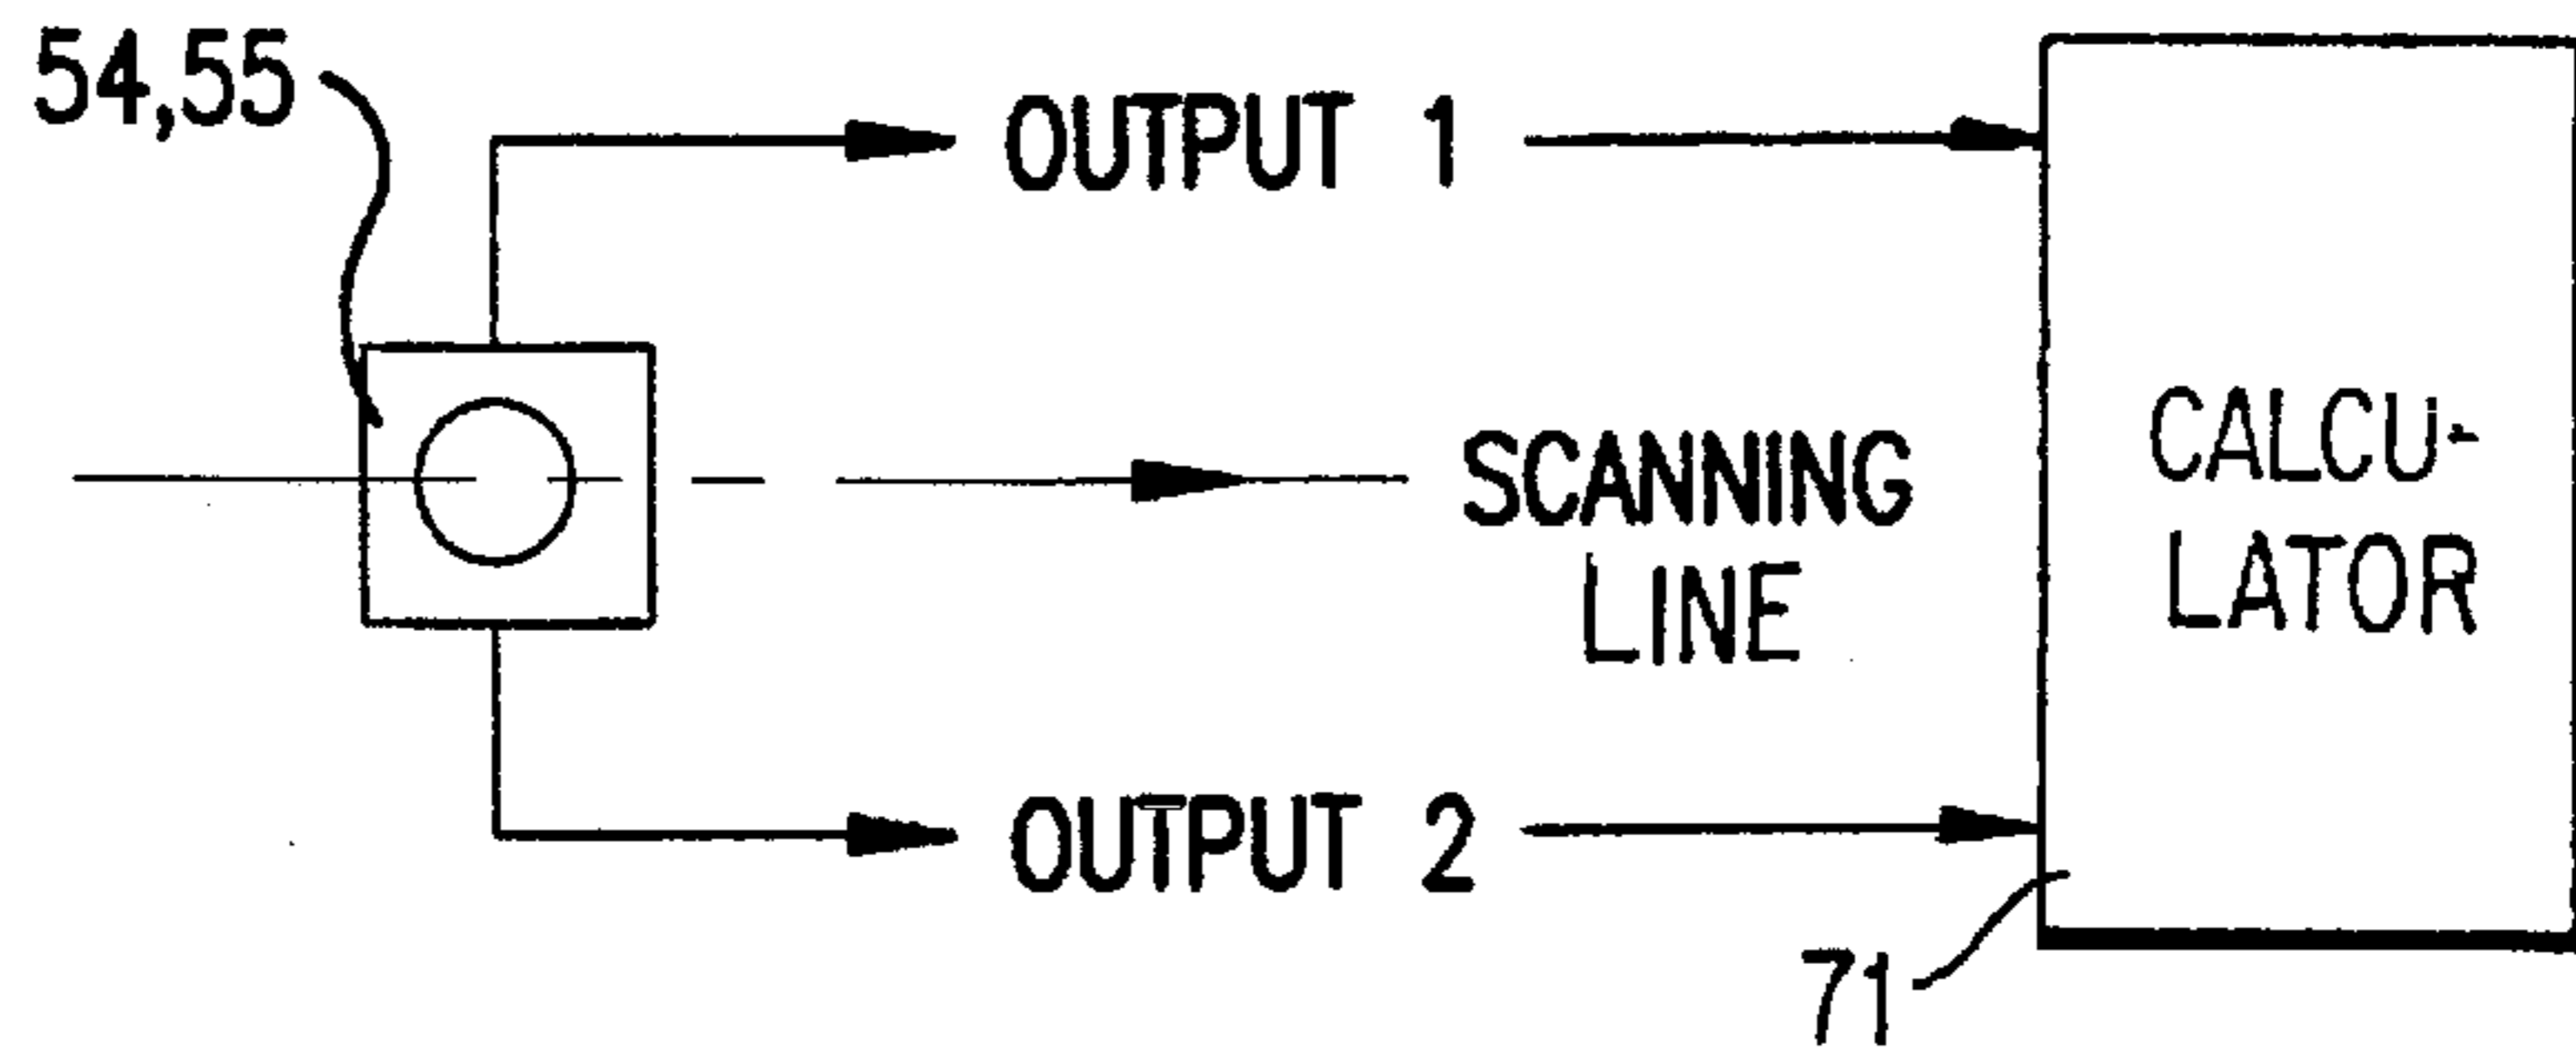 54,55
OUTPUT 1
SCANNING
LINE
CALCU-
LATOR
OUTPUT 2
71